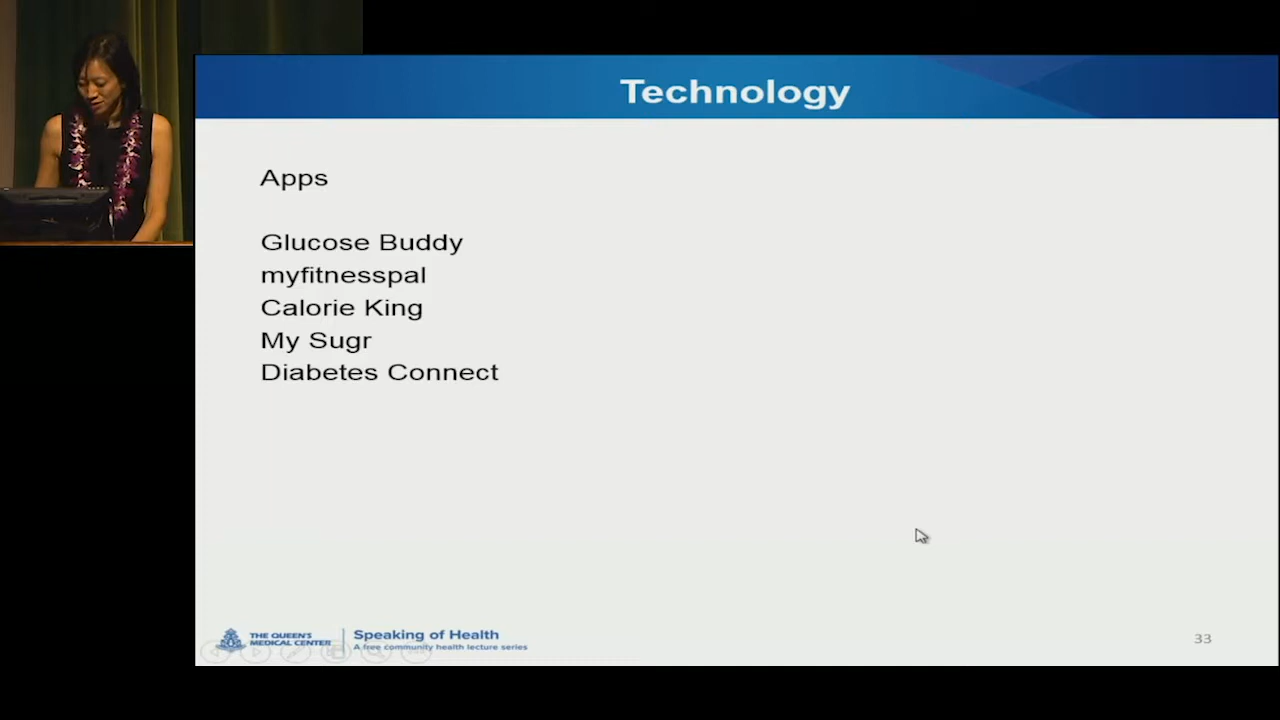 Technology
Apps
Glucose Buddy
myfitnesspal
Calorie King
My Sugr
Diabetes Connect
THE QUEEN'S
MEDICAL CENTER
Speaking of Health
A free community health lecture series
33